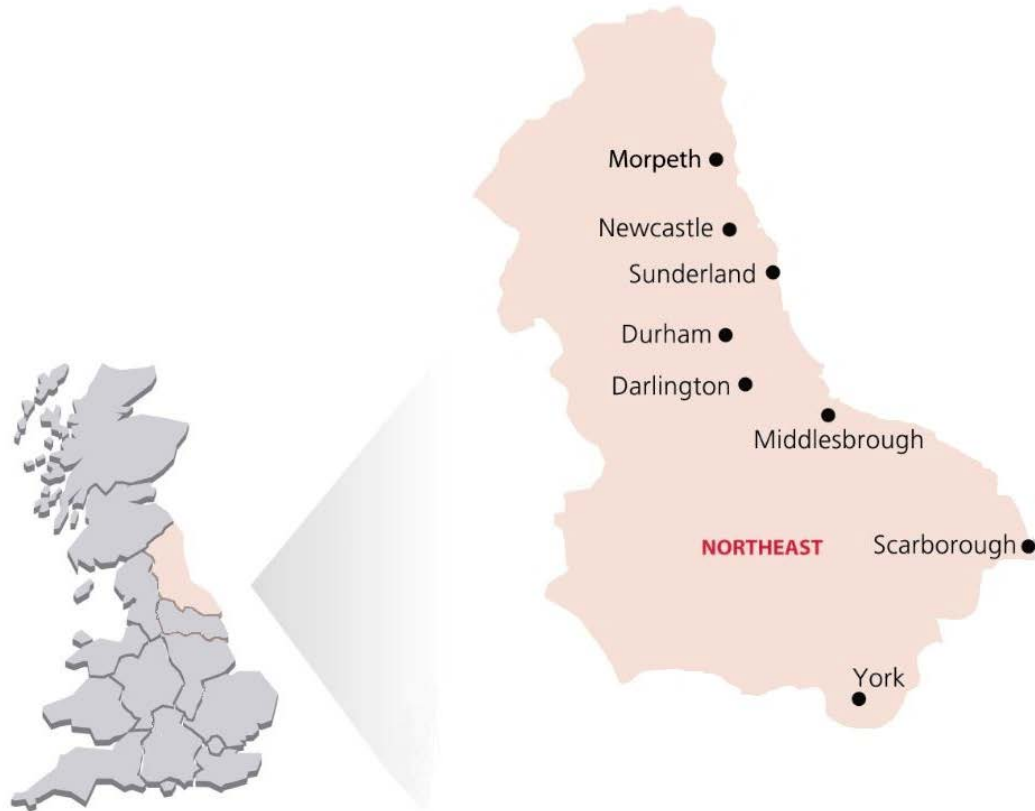 Morpeth
Newcastle
Sunderland
Durham
Darlington
Middlesbrough
NORTHEAST
Scarborough
York